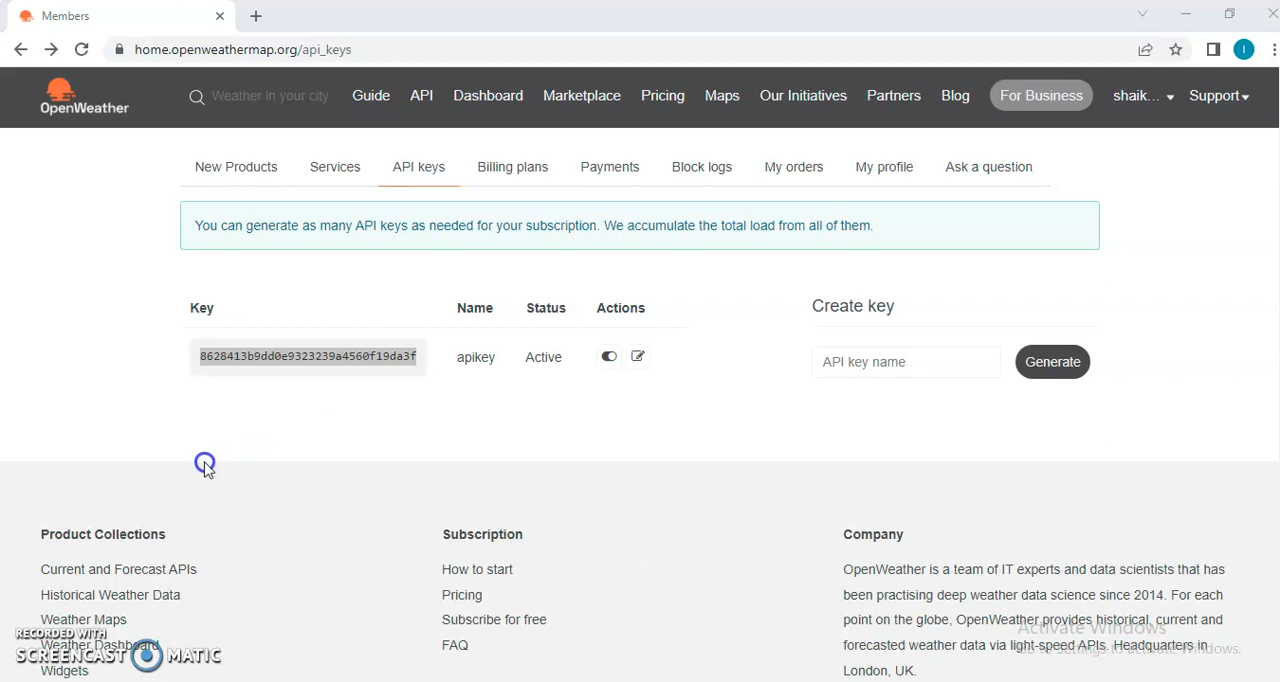 Members
home.openweathermap.org/api_keys
I
OpenWeather
Weather in your city
Guide
API
Dashboard
Marketplace
Pricing
Maps
Our Initiatives
Partners
Blog
For Business
shaik...
Support
New Products
Services
API keys
Billing plans
Payments
Block logs
My orders
My profile
Ask a question
You can generate as many API keys as needed for your subscription. We accumulate the total load from all of them.
Key
Name
Status
Actions
Create key
8628413b9dd0e9323239a4560f19da3f
apikey
Active
API key name
Generate
Product Collections
Current and Forecast APIs
Historical Weather Data
Weather Maps
Weather Dashboard
Widgets
Subscription
How to start
Pricing
Subscribe for free
FAQ
Company
OpenWeather is a team of IT experts and data scientists that has
been practising deep weather data science since 2014. For each
point on the globe, OpenWeather provides historical, current and
forecasted weather data via light-speed APIs. Headquarters in
London, UK.
Activate Windows
Go to Settings to activate Windows.
RECORDED WITH
SCREENCAST MATIC